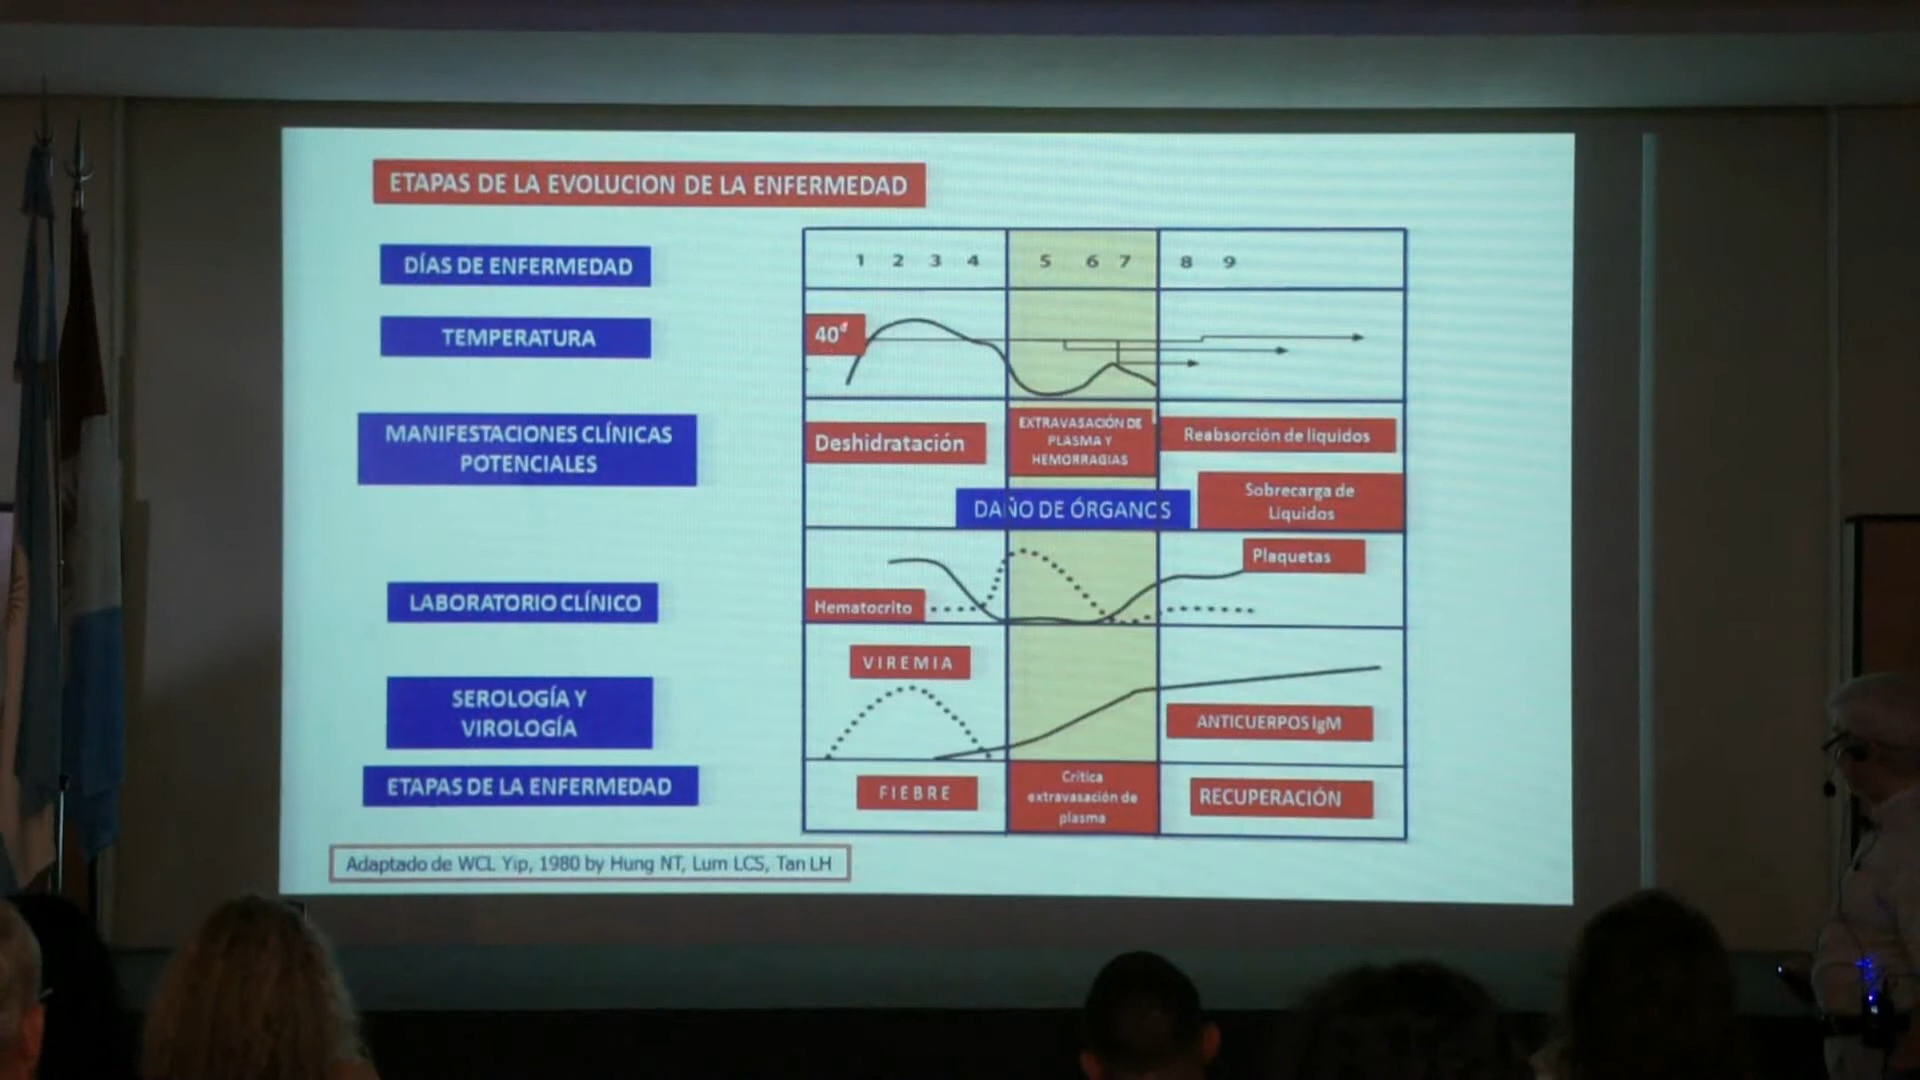 ETAPAS DE LA EVOLUCION DE LA ENFERMEDAD
DÍAS DE ENFERMEDAD
1 2 3 4 5 6 7 8 9
TEMPERATURA
40°
MANIFESTACIONES CLÍNICAS
POTENCIALES
Deshidratación
EXTRAVASACIÓN DE
PLASMA Y
HEMORRAGIAS
Reabsorción de liquidos
DAÑO DE ÓRGANOS
Sobrecarga de
Líquidos
LABORATORIO CLÍNICO
Hematocrito
Plaquetas
SEROLOGÍA Y
VIROLOGÍA
VIREMIA
ANTICUERPOS IgM
ETAPAS DE LA ENFERMEDAD
FIEBRE
Crítica
extravasación de
plasma
RECUPERACIÓN
Adaptado de WCL Yip, 1980 by Hung NT, Lum LCS, Tan LH